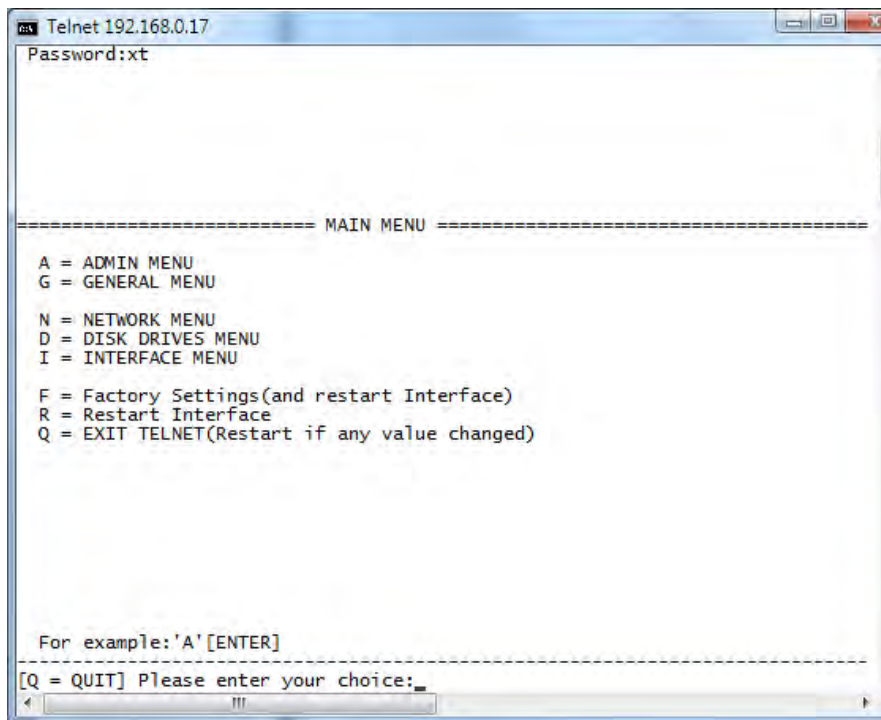 Telnet 192.168.0.17
Password:xt
=========================== MAIN MENU =======================================
A = ADMIN MENU
G = GENERAL MENU
N = NETWORK MENU
D = DISK DRIVES MENU
I = INTERFACE MENU
F = Factory Settings(and restart Interface)
R = Restart Interface
Q = EXIT TELNET(Restart if any value changed)
For example:'A'[ENTER]
-----------------------------------------------------------------------------
[Q = QUIT] Please enter your choice:_